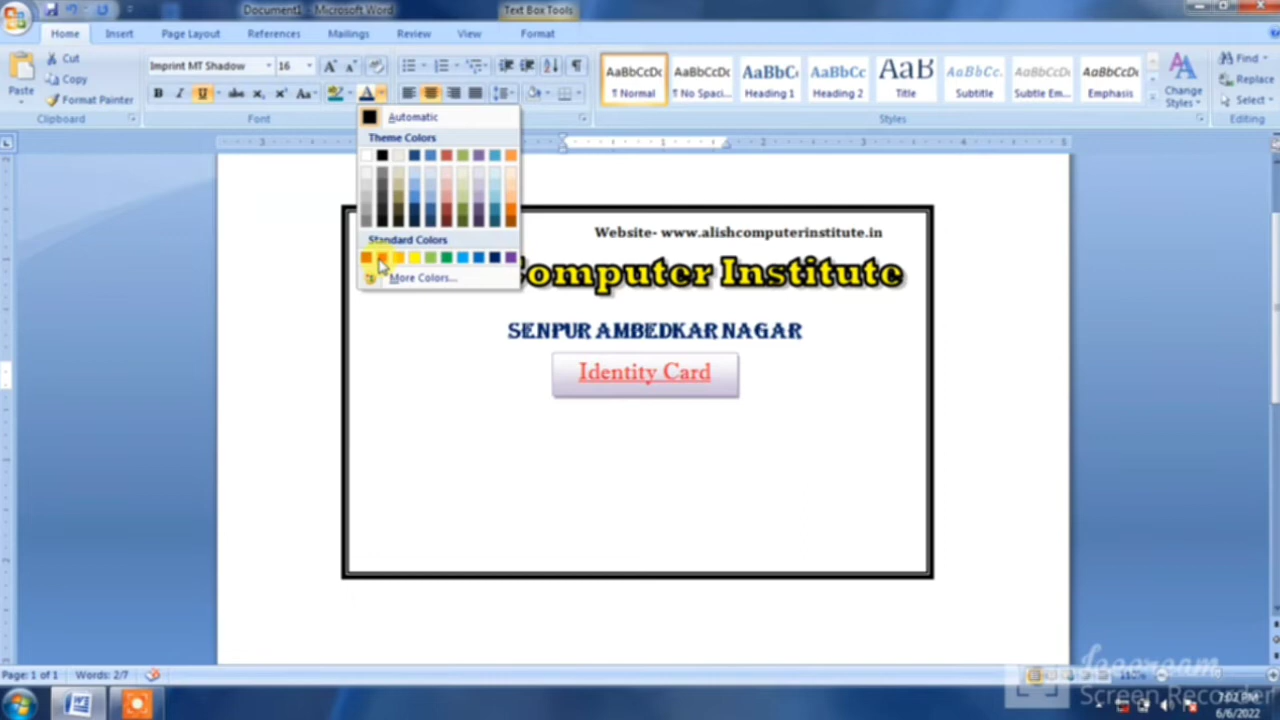 Document1 - Microsoft Word
Text Box Tools
Home
Insert
Page Layout
References
Mailings
Review
View
Format
Paste
Cut
Copy
Format Painter
Clipboard
Imprint MT Shadow
16
Font
AaBbCcDc
¶ Normal
AaBbCcDc
¶ No Spaci...
AaBbC
Heading 1
AaBbCc
Heading 2
AaB
Title
AaBbCc.
Subtitle
AaBbCcDc
Subtle Em...
AaBbCcDc
Emphasis
Change
Styles
Styles
Find
Replace
Select
Editing
Automatic
Theme Colors
Standard Colors
More Colors...
Website- www.alishcomputerinstitute.in
Computer Institute
SENPUR AMBEDKAR NAGAR
Identity Card
Page: 1 of 1
Words: 2/7
Icecream
Screen Recorder
7:02 PM
6/6/2022